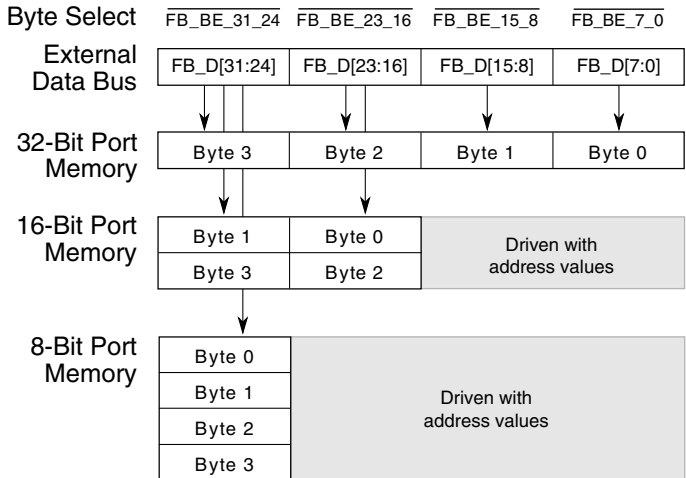 Byte Select FB_BE_31_24 FB_BE_23_16 FB_BE_15_8 FB_BE_7_0
External
Data Bus
FB_D[31:24] FB_D[23:16] FB_D[15:8] FB_D[7:0]
32-Bit Port
Memory
Byte 3 Byte 2 Byte 1 Byte 0
16-Bit Port
Memory
Byte 1 Byte 0
Byte 3 Byte 2
Driven with
address values
8-Bit Port
Memory
Byte 0
Byte 1
Byte 2
Byte 3
Driven with
address values